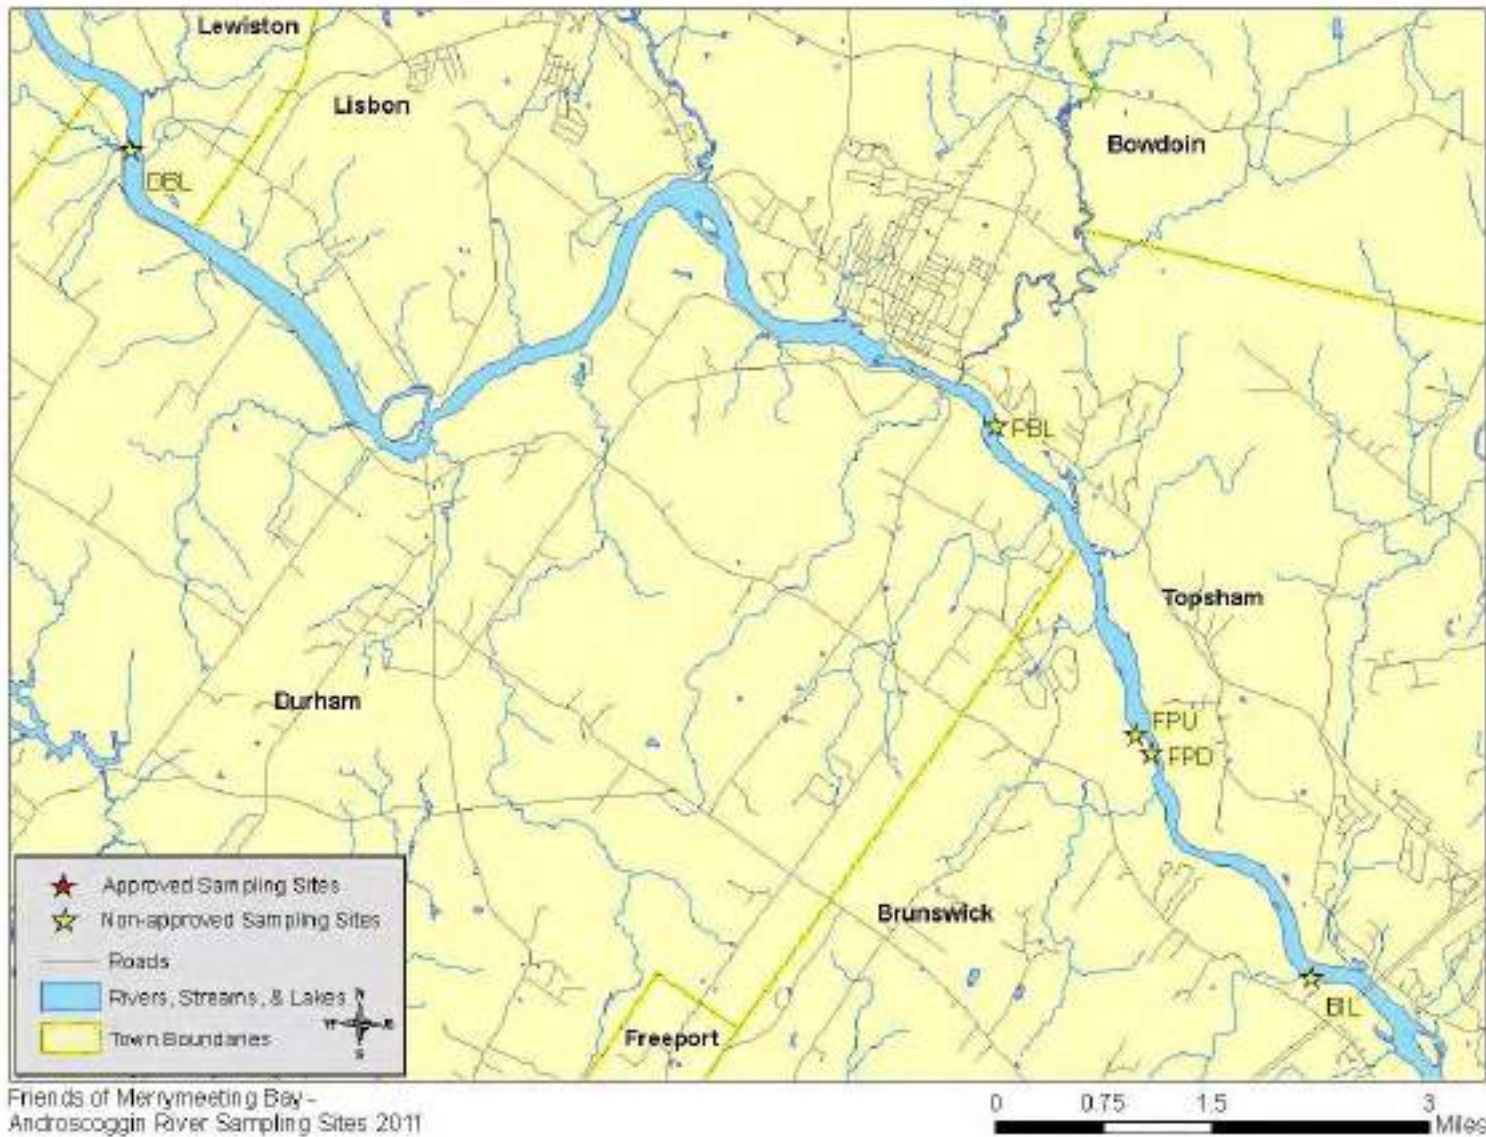 Lewiston
Lisbon
Bowdoin
DBL
PBL
Topsham
Durham
FPU
FPD
Brunswick
BIL
Freeport
Approved Sampling Sites
Non-approved Sampling Sites
Roads
Rivers, Streams, & Lakes
Town Boundaries
N
W E
S
Friends of Merrymeeting Bay -
Androscoggin River Sampling Sites 2011
0 0.75 1.5 3
Miles